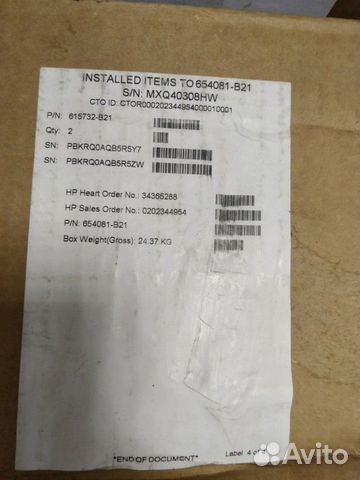 INSTALLED ITEMS TO 654081-B21
S/N: MXQ40308HW
CTO ID: CTOR000202344954000010001
P/N: 615732-B21
Qty: 2
SN: PBKRQ0AQB5R5Y7
SN: PBKRQ0AQB5R5ZW
HP Heart Order No.: 34365288
HP Sales Order No.: 0202344954
P/N: 654081-B21
Box Weight(Gross): 24.37 KG
*END OF DOCUMENT*
Label 4 of
Avito